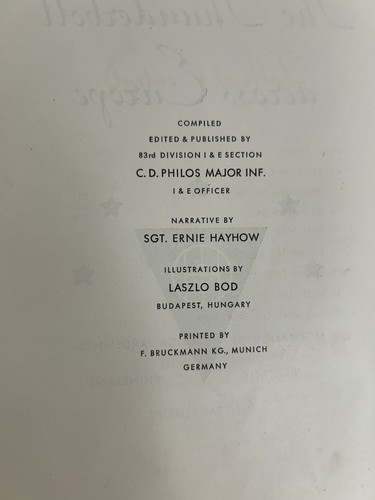 COMPILED
EDITED & PUBLISHED BY
83rd DIVISION I & E SECTION
C. D. PHILOS MAJOR INF.
I & E OFFICER
NARRATIVE BY
SGT. ERNIE HAYHOW
ILLUSTRATIONS BY
LASZLO BOD
BUDAPEST, HUNGARY
PRINTED BY
F. BRUCKMANN KG., MUNICH
GERMANY